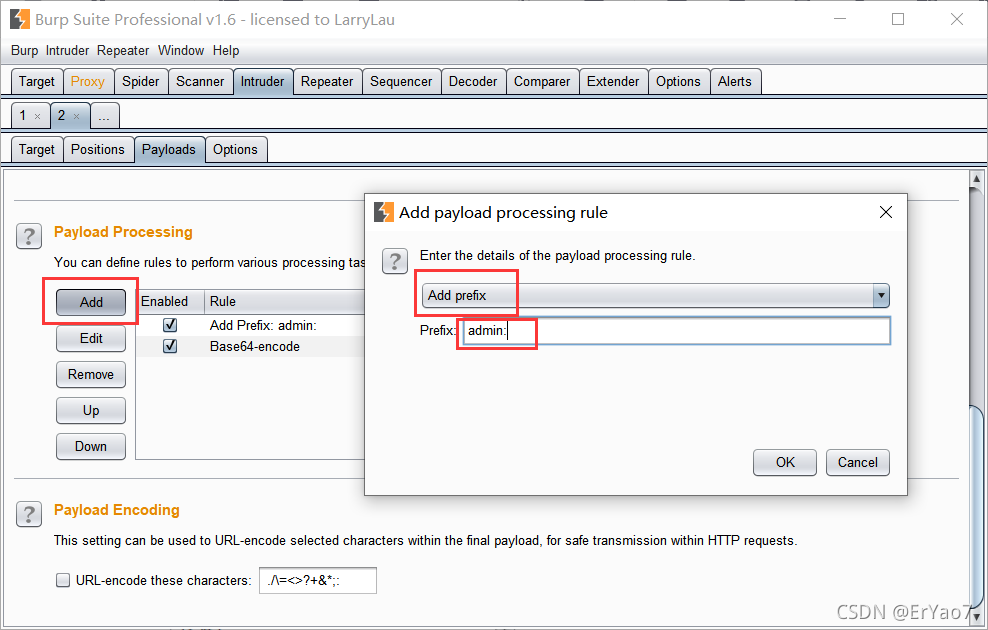 Burp Suite Professional v1.6 - licensed to LarryLau
Burp Intruder Repeater Window Help
Target Proxy Spider Scanner Intruder Repeater Sequencer Decoder Comparer Extender Options Alerts
1 × 2 × ...
Target Positions Payloads Options
? Payload Processing
You can define rules to perform various processing tas
Add Enabled Rule
Add Prefix: admin:
Edit Base64-encode
Remove
Up
Down
Add payload processing rule
? Enter the details of the payload processing rule.
Add prefix
Prefix: admin:
OK Cancel
? Payload Encoding
This setting can be used to URL-encode selected characters within the final payload, for safe transmission within HTTP requests.
URL-encode these characters: ./\=<>?+&*;:
CSDN @ErYao7